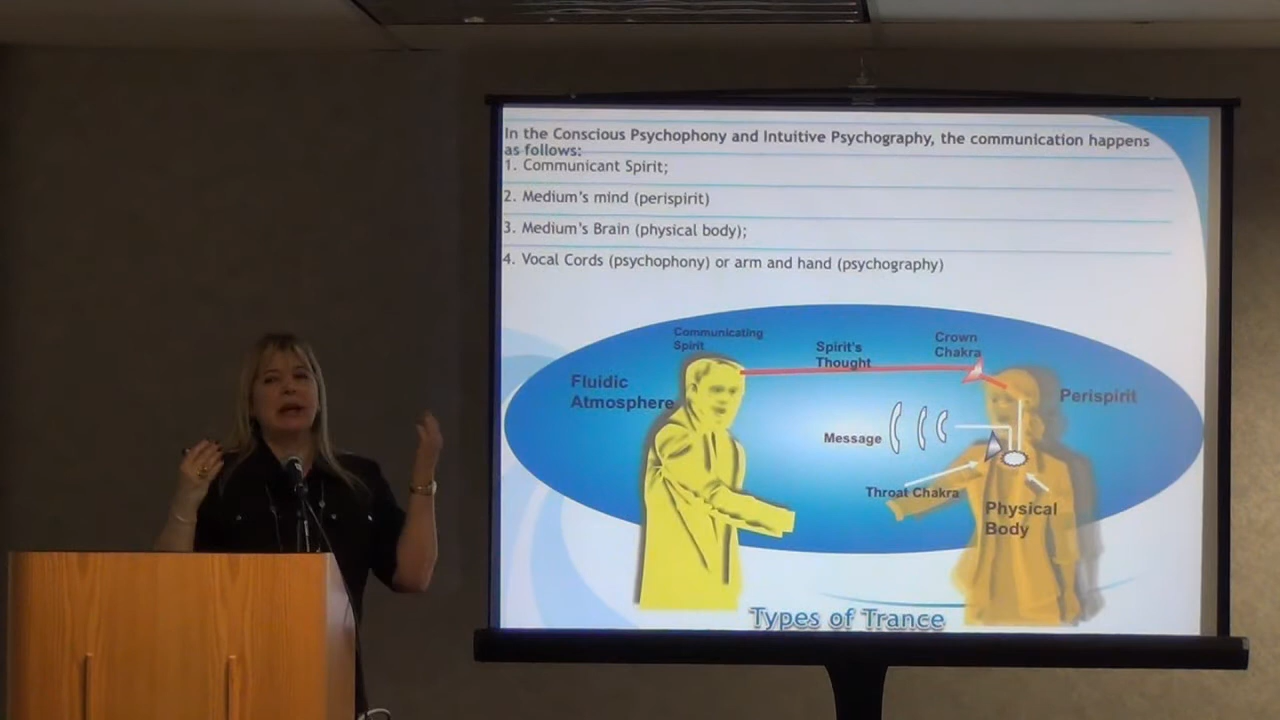 In the Conscious Psychophony and Intuitive Psychography, the communication happens
as follows:
1. Communicant Spirit;
2. Medium's mind (perispirit)
3. Medium's Brain (physical body);
4. Vocal Cords (psychophony) or arm and hand (psychography)
Communicating
Spirit
Spirit's
Thought
Crown
Chakra
Fluidic
Atmosphere
Perispirit
Message
Throat Chakra
Physical
Body
Types of Trance